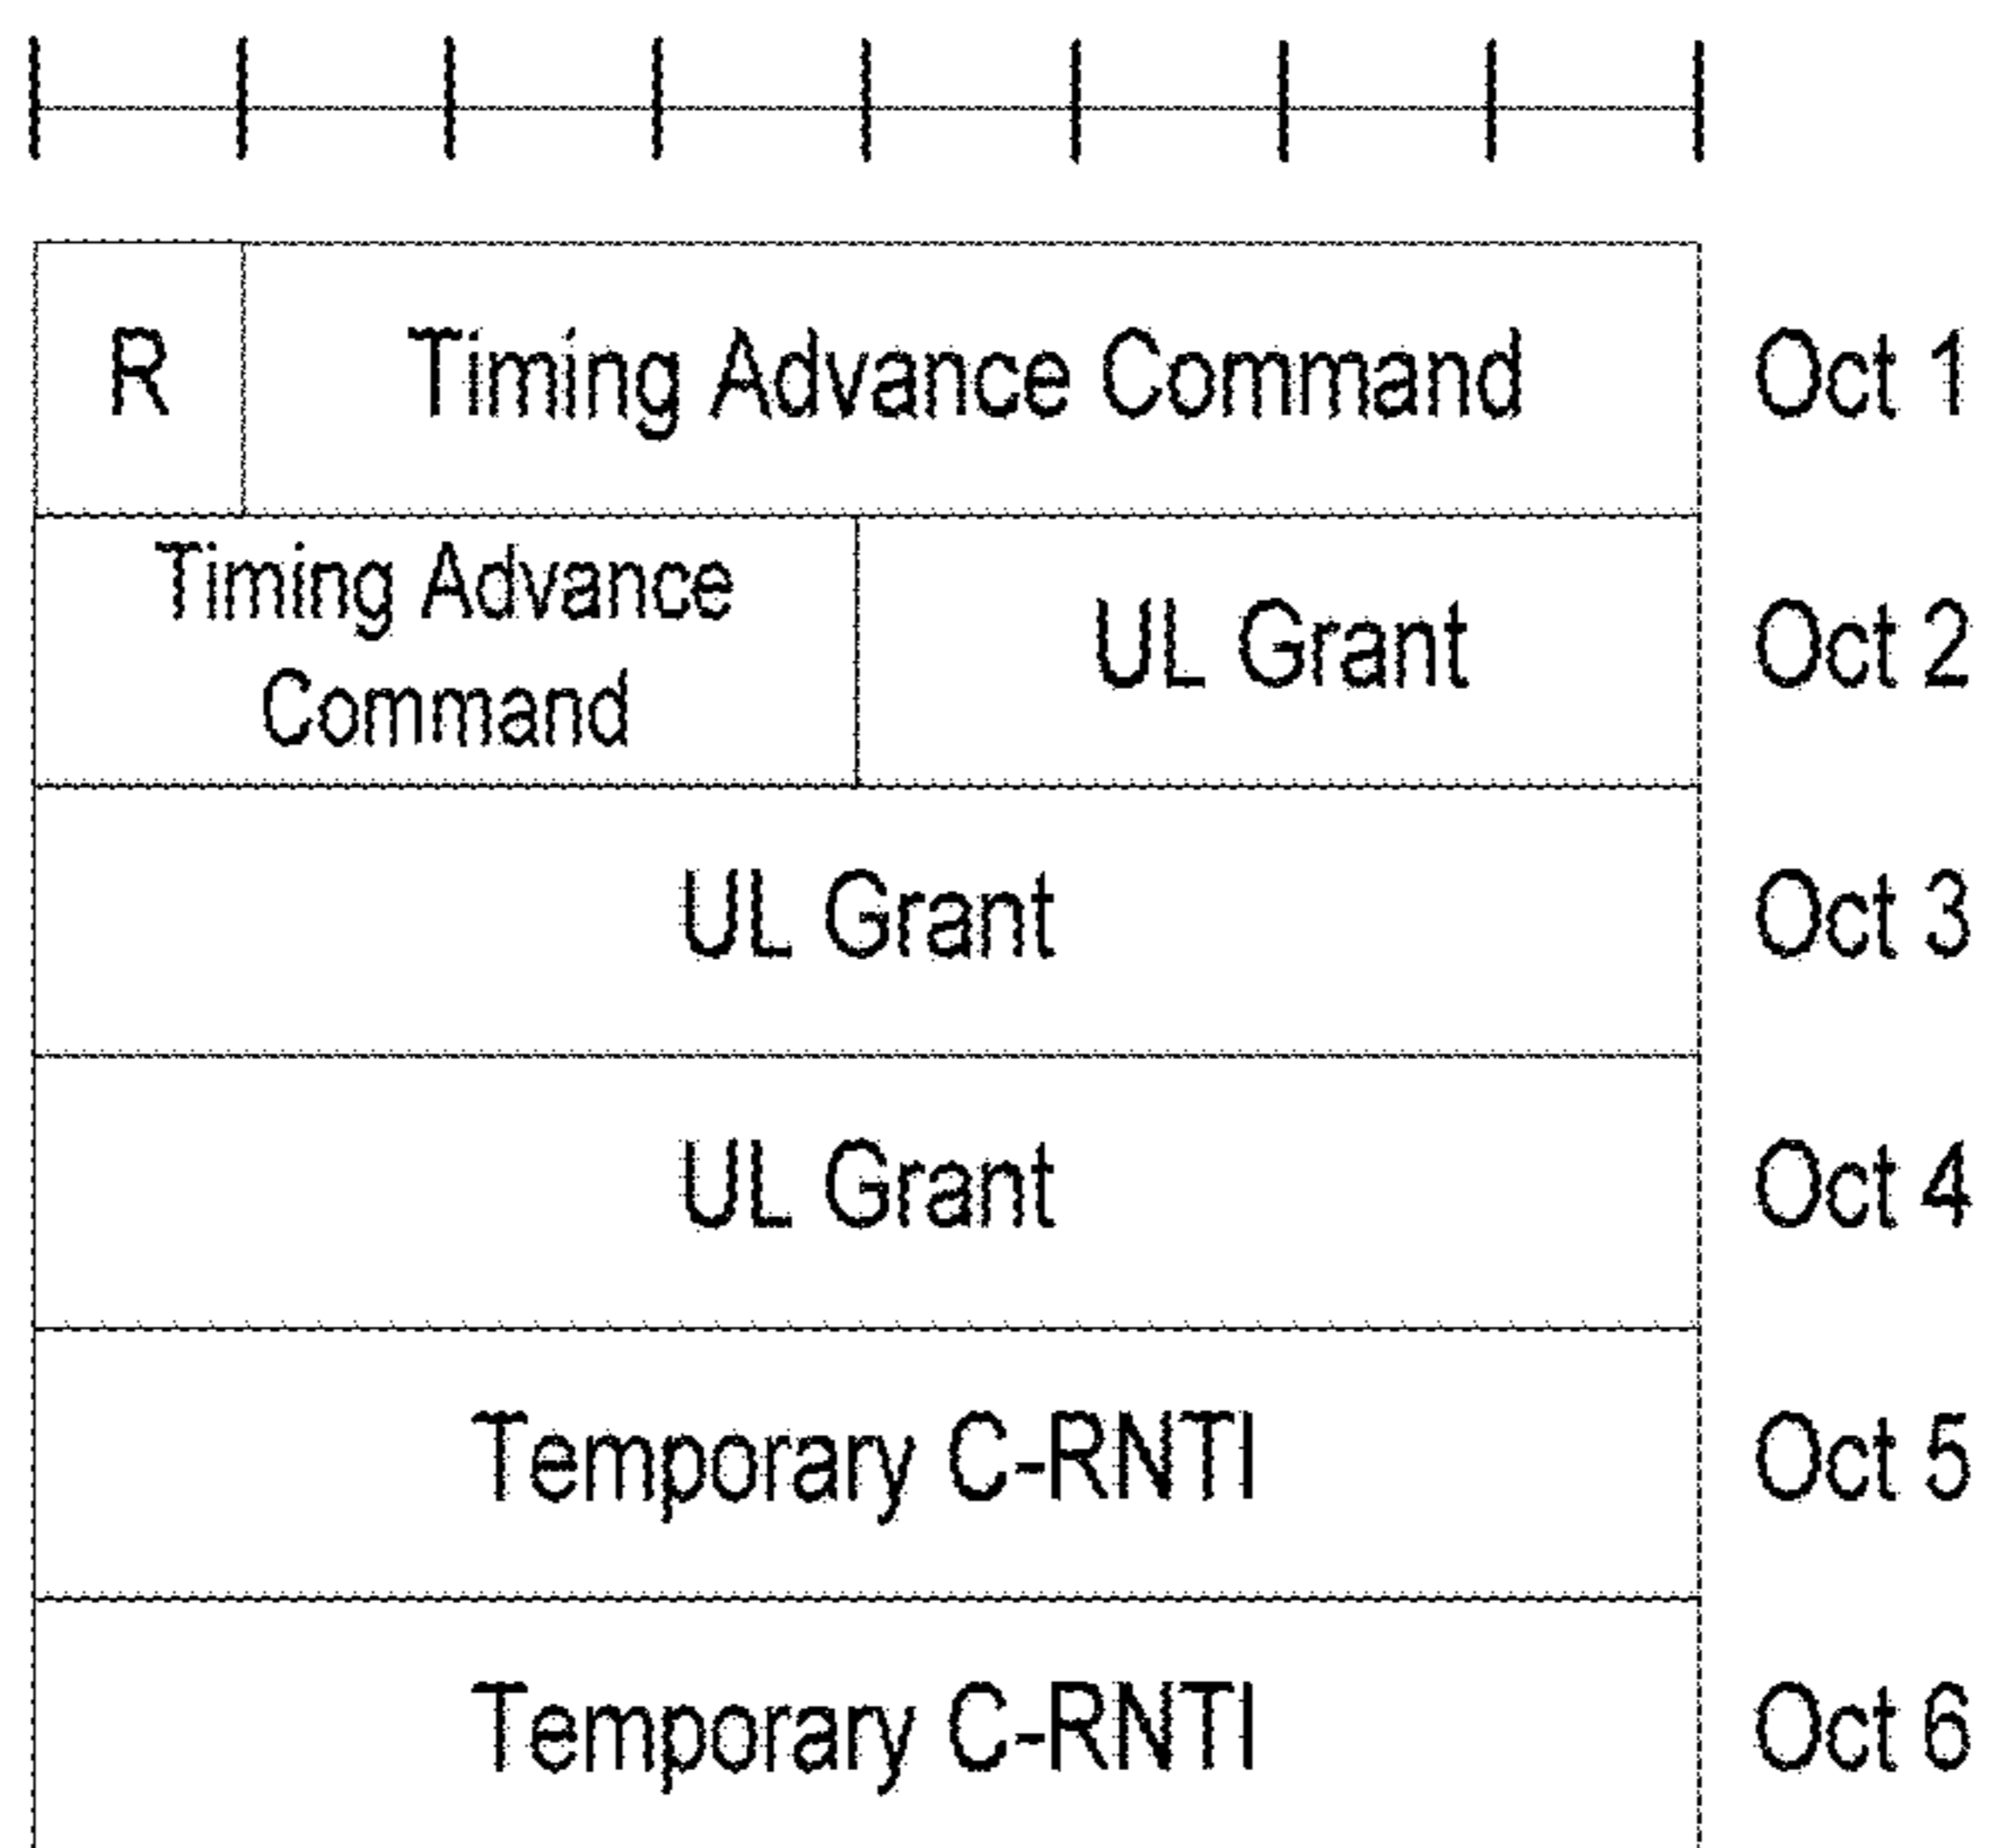 R Timing Advance Command Oct 1
Timing Advance
Command
UL Grant Oct 2
UL Grant Oct 3
UL Grant Oct 4
Temporary C-RNTI Oct 5
Temporary C-RNTI Oct 6